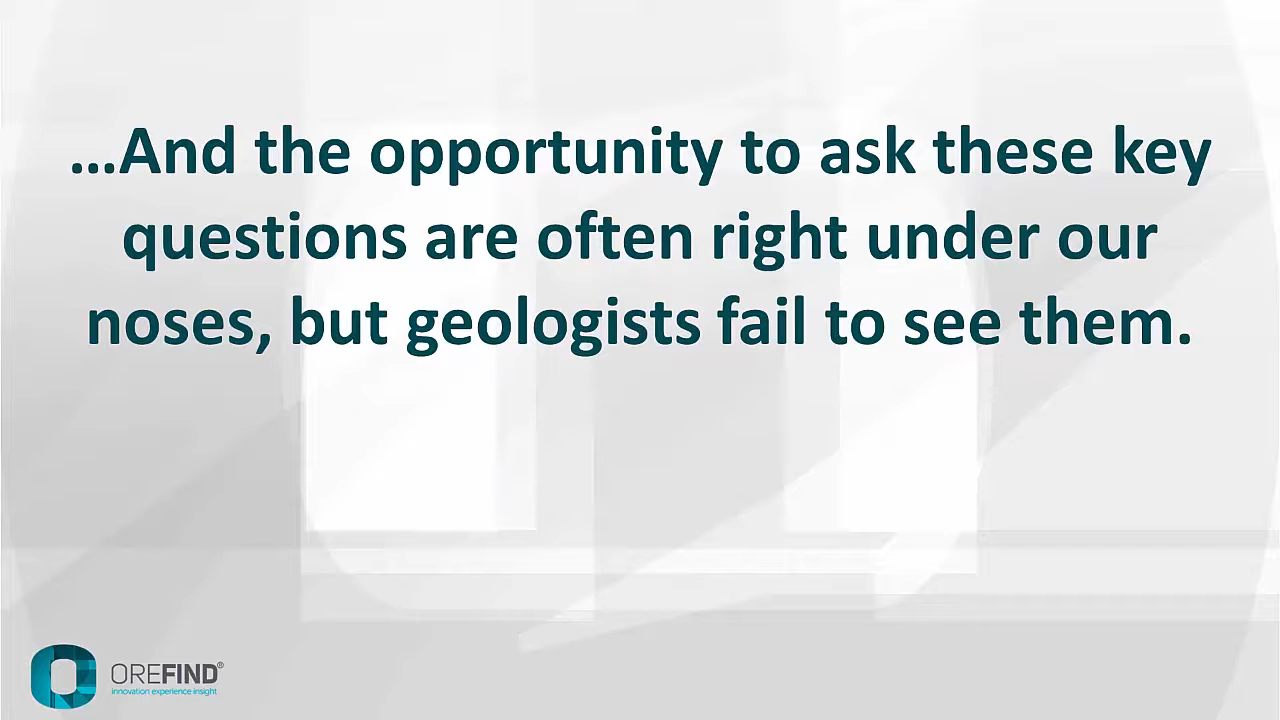 ...And the opportunity to ask these key
questions are often right under our
noses, but geologists fail to see them.
OREFIND®
innovation experience insight